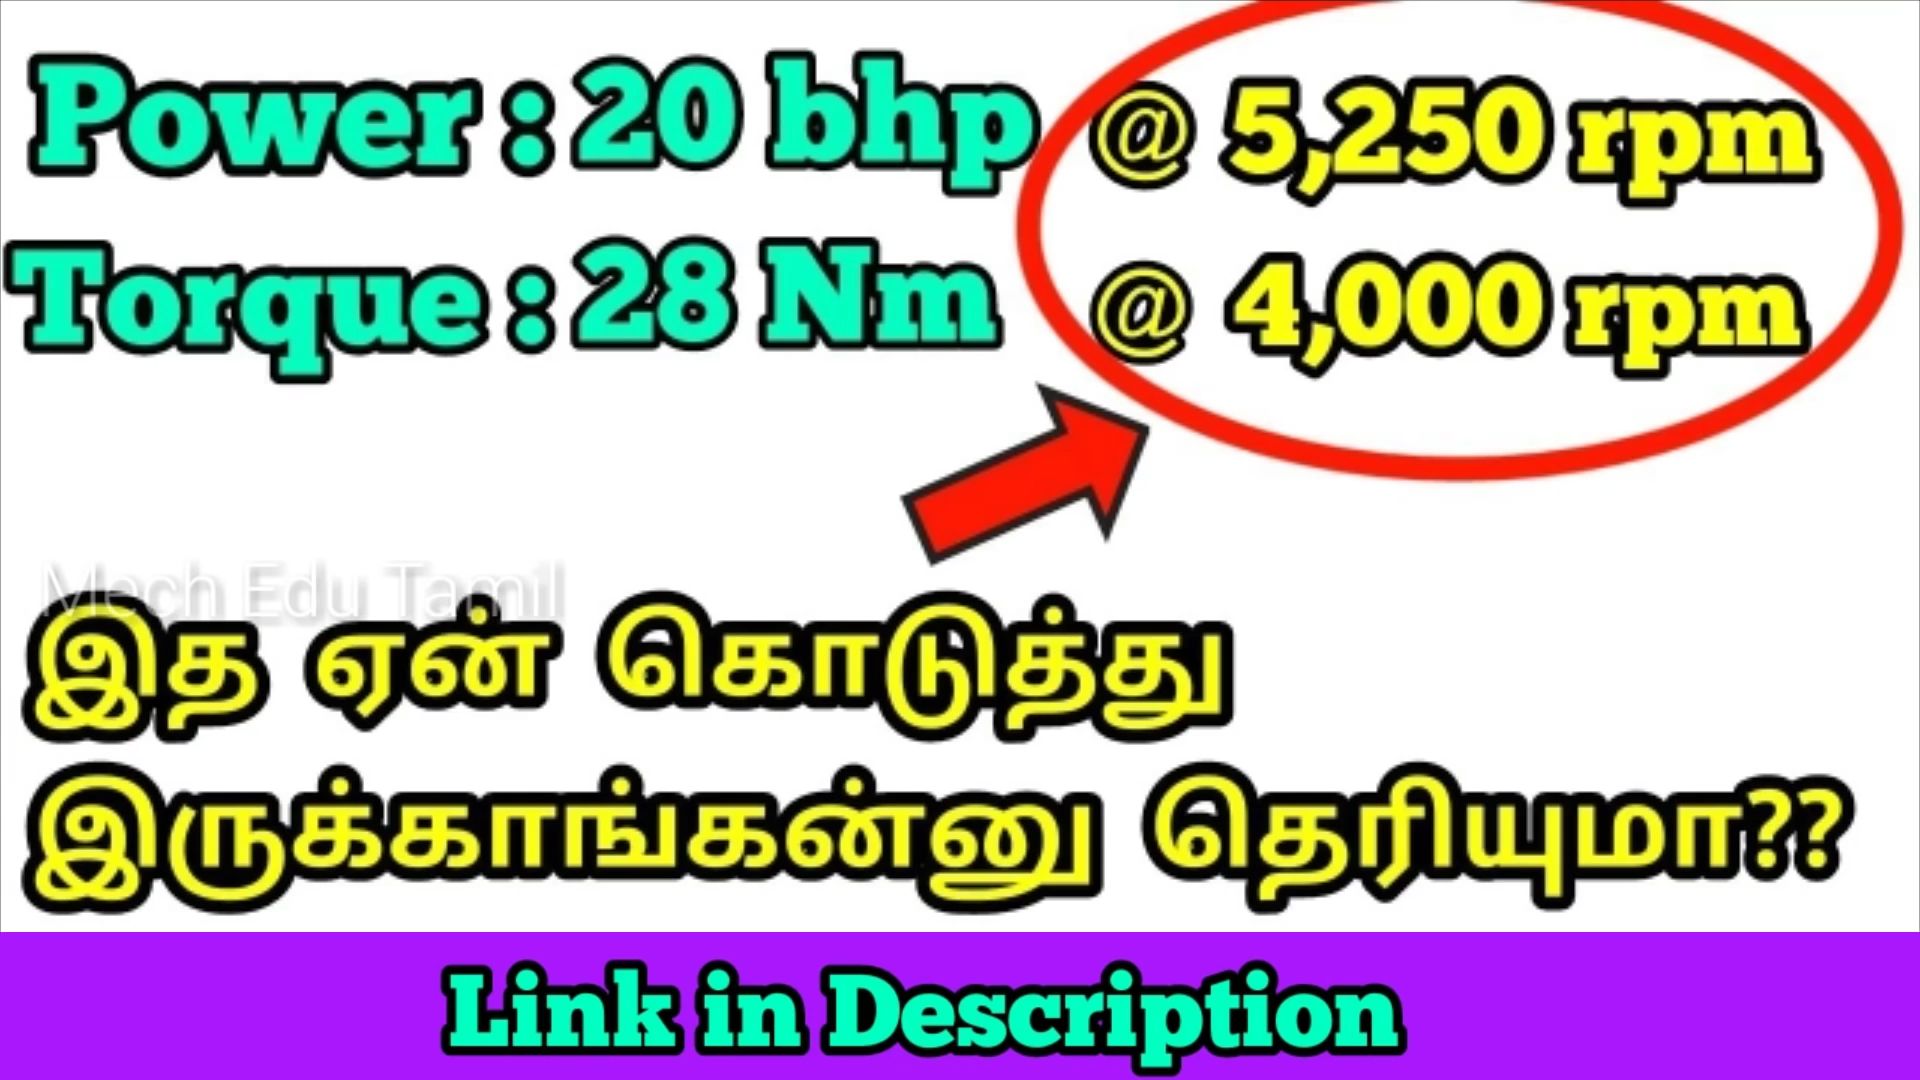 Power : 20 bhp @ 5,250 rpm
Torque : 28 Nm @ 4,000 rpm
Mech Edu Tamil
இத ஏன் கொடுத்து
இருக்காங்கன்னு தெரியுமா??
Link in Description